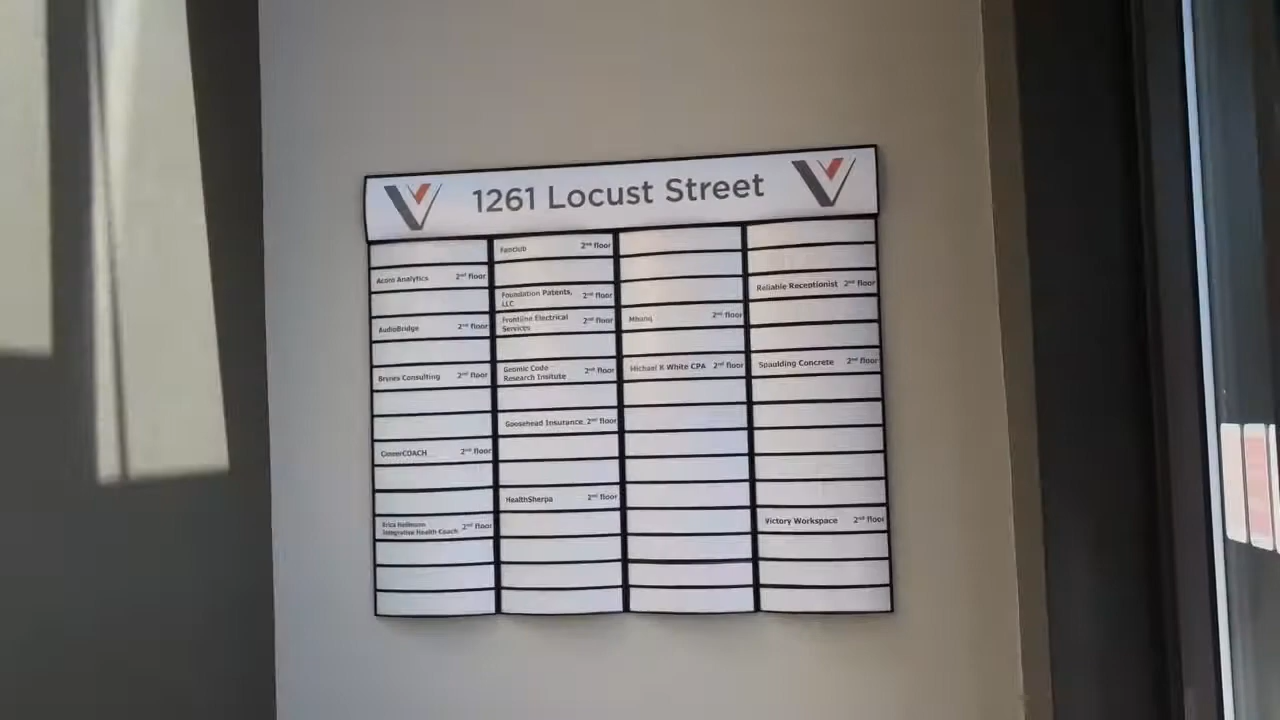 1261 Locust Street
Acorn Analytics 2nd floor
AudioBridge 2nd floor
Brynes Consulting 2nd floor
CareerCOACH 2nd floor
Erica
Integrative Health Coach 2nd floor
Fanclub 2nd floor
Foundation Patents,
LLC 2nd floor
Frontline Electrical
Services 2nd floor
Geomic Code
Research Insitute 2nd floor
Goosehead Insurance 2nd floor
HealthSherpa 2nd floor
2nd floor
Michael K White CPA 2nd floor
Reliable Receptionist 2nd floor
Spaulding Concrete 2nd floor
Victory Workspace 2nd floor